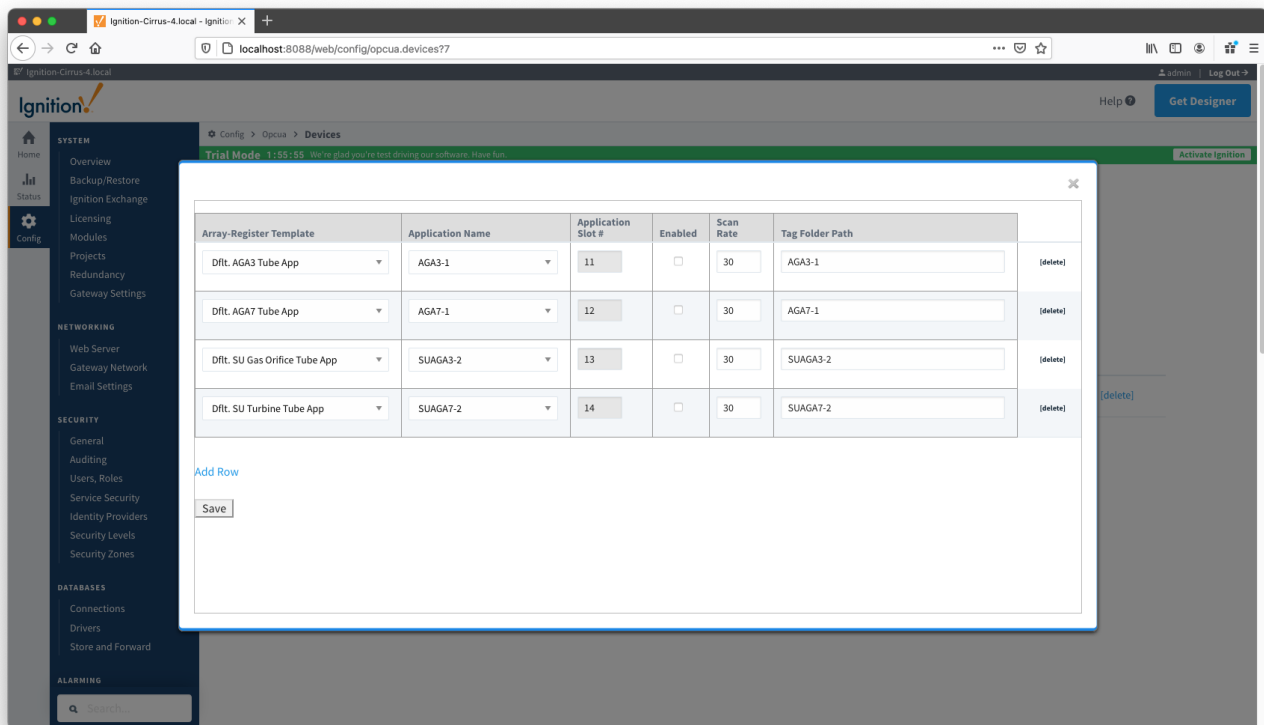 Ignition-Cirrus-4.local - Ignition
localhost:8088/web/config/opcua.devices?7
Ignition-Cirrus-4.local
admin | Log Out
Ignition!
Help
Get Designer
Home
Status
Config
SYSTEM
Overview
Backup/Restore
Ignition Exchange
Licensing
Modules
Projects
Redundancy
Gateway Settings
NETWORKING
Web Server
Gateway Network
Email Settings
SECURITY
General
Auditing
Users, Roles
Service Security
Identity Providers
Security Levels
Security Zones
DATABASES
Connections
Drivers
Store and Forward
ALARMING
Search...
Config > Opcua > Devices
Trial Mode 1:55:55 We're glad you're test driving our software. Have fun.
Activate Ignition
Array-Register Template Application Name Application Slot # Enabled Scan Rate Tag Folder Path
Dflt. AGA3 Tube App AGA3-1 11 30 AGA3-1 [delete]
Dflt. AGA7 Tube App AGA7-1 12 30 AGA7-1 [delete]
Dflt. SU Gas Orifice Tube App SUAGA3-2 13 30 SUAGA3-2 [delete]
Dflt. SU Turbine Tube App SUAGA7-2 14 30 SUAGA7-2 [delete]
[delete]
Add Row
Save